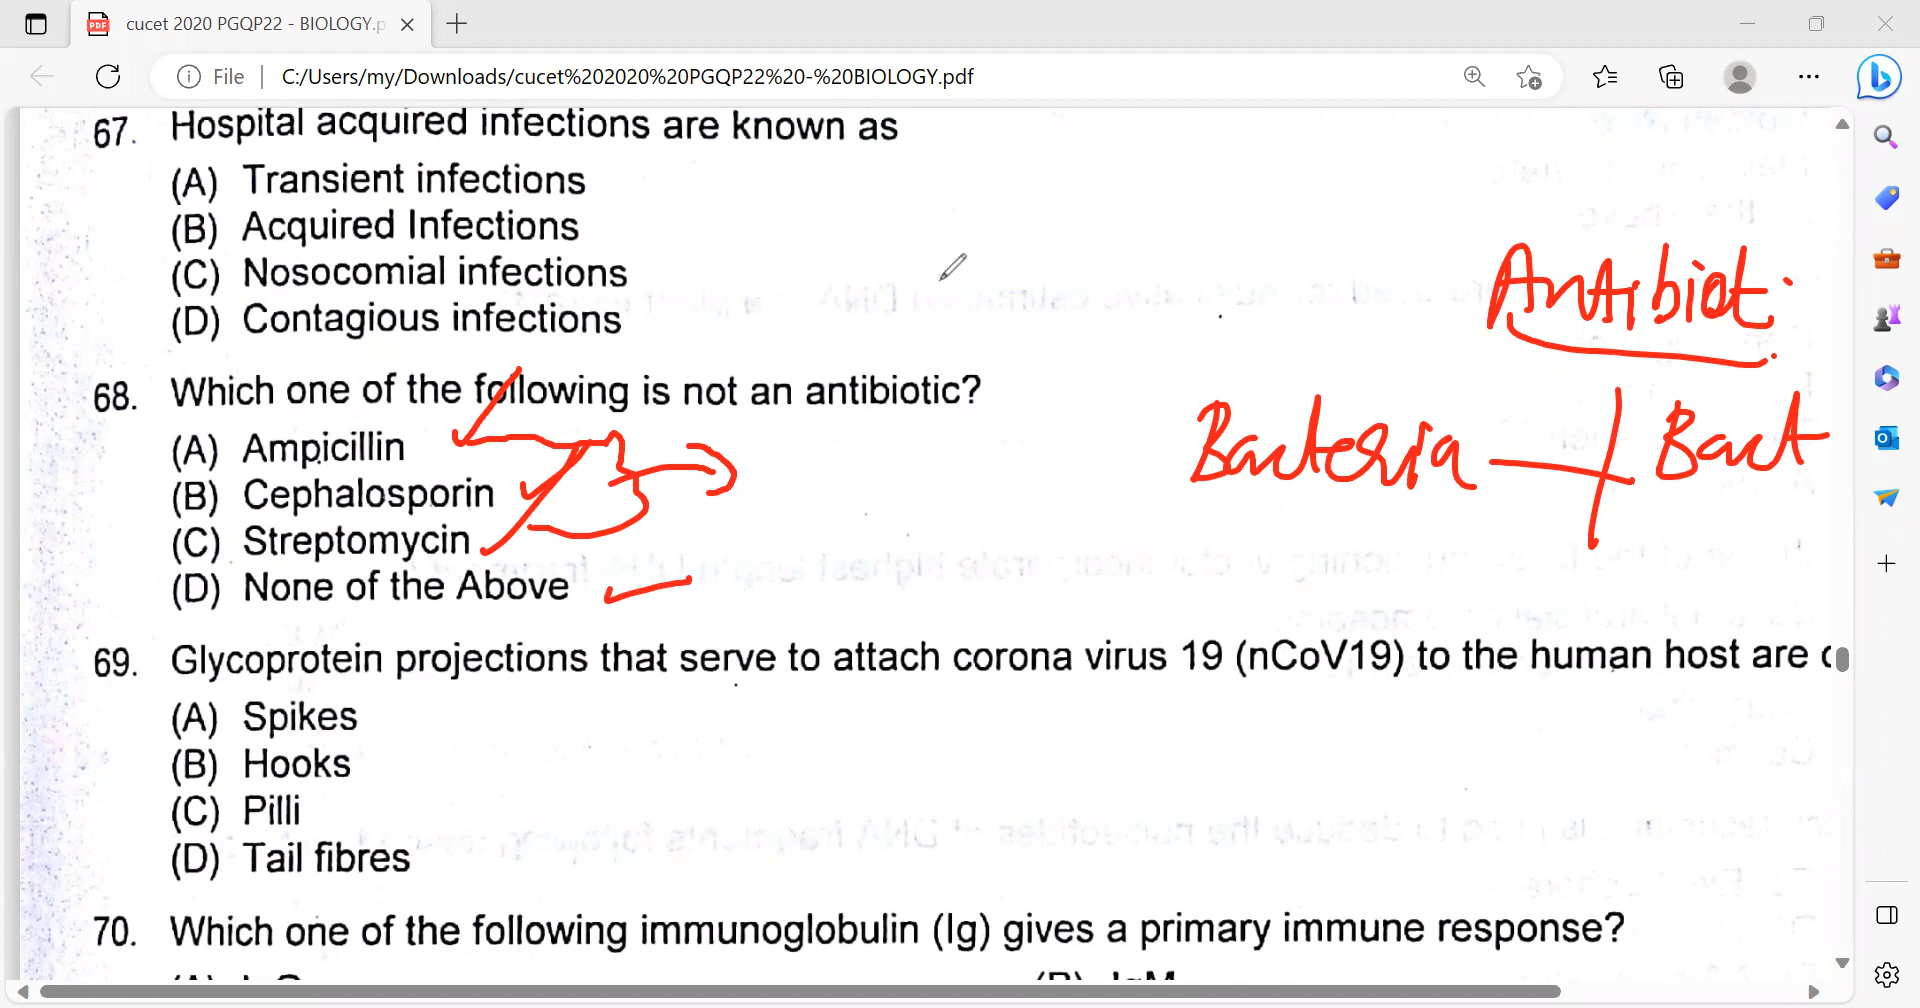 cucet 2020 PGQP22 - BIOLOGY.p
File
C:/Users/my/Downloads/cucet%202020%20PGQP22%20-%20BIOLOGY.pdf
67. Hospital acquired infections are known as
(A) Transient infections
(B) Acquired Infections
(C) Nosocomial infections
(D) Contagious infections
Antibiot.
68. Which one of the following is not an antibiotic?
(A) Ampicillin
(B) Cephalosporin
(C) Streptomycin
(D) None of the Above
Bacteria Bact
69. Glycoprotein projections that serve to attach corona virus 19 (nCoV19) to the human host are
(A) Spikes
(B) Hooks
(C) Pilli
(D) Tail fibres
70. Which one of the following immunoglobulin (Ig) gives a primary immune response?